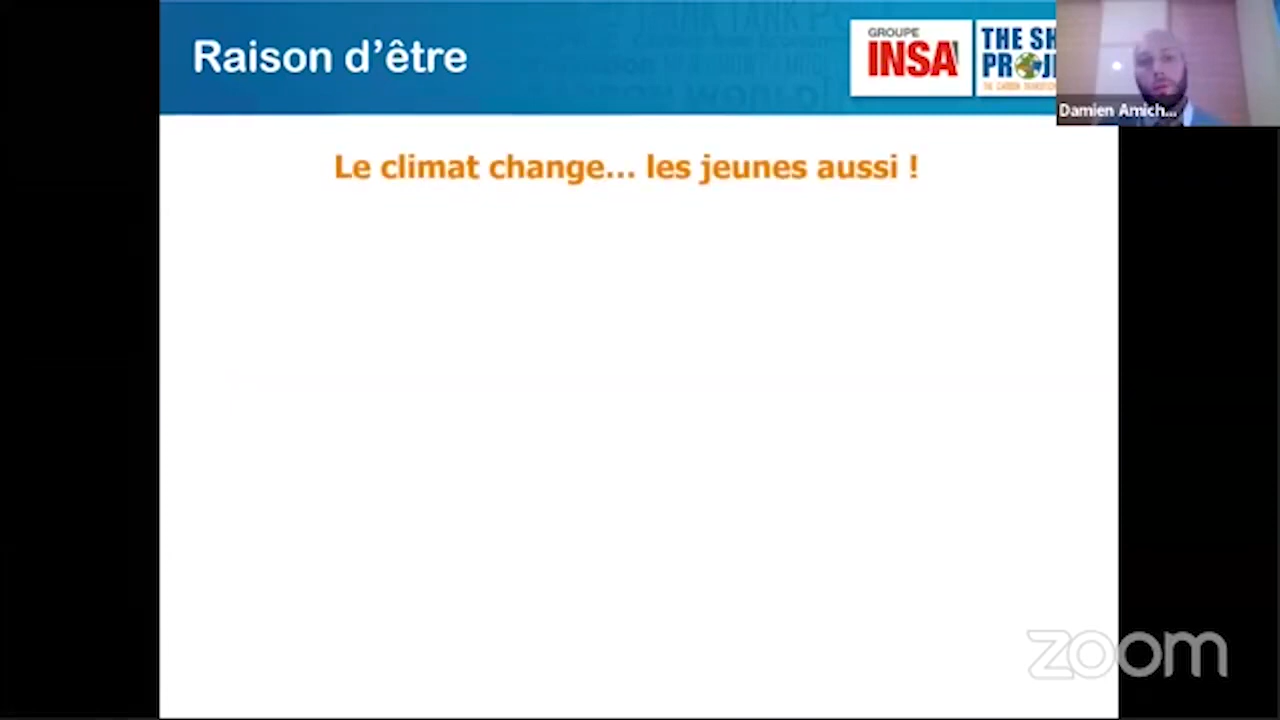 Raison d'être
GROUPE
INSA
THE SH
PROJ
Damien Amich...
Le climat change... les jeunes aussi !
zoom